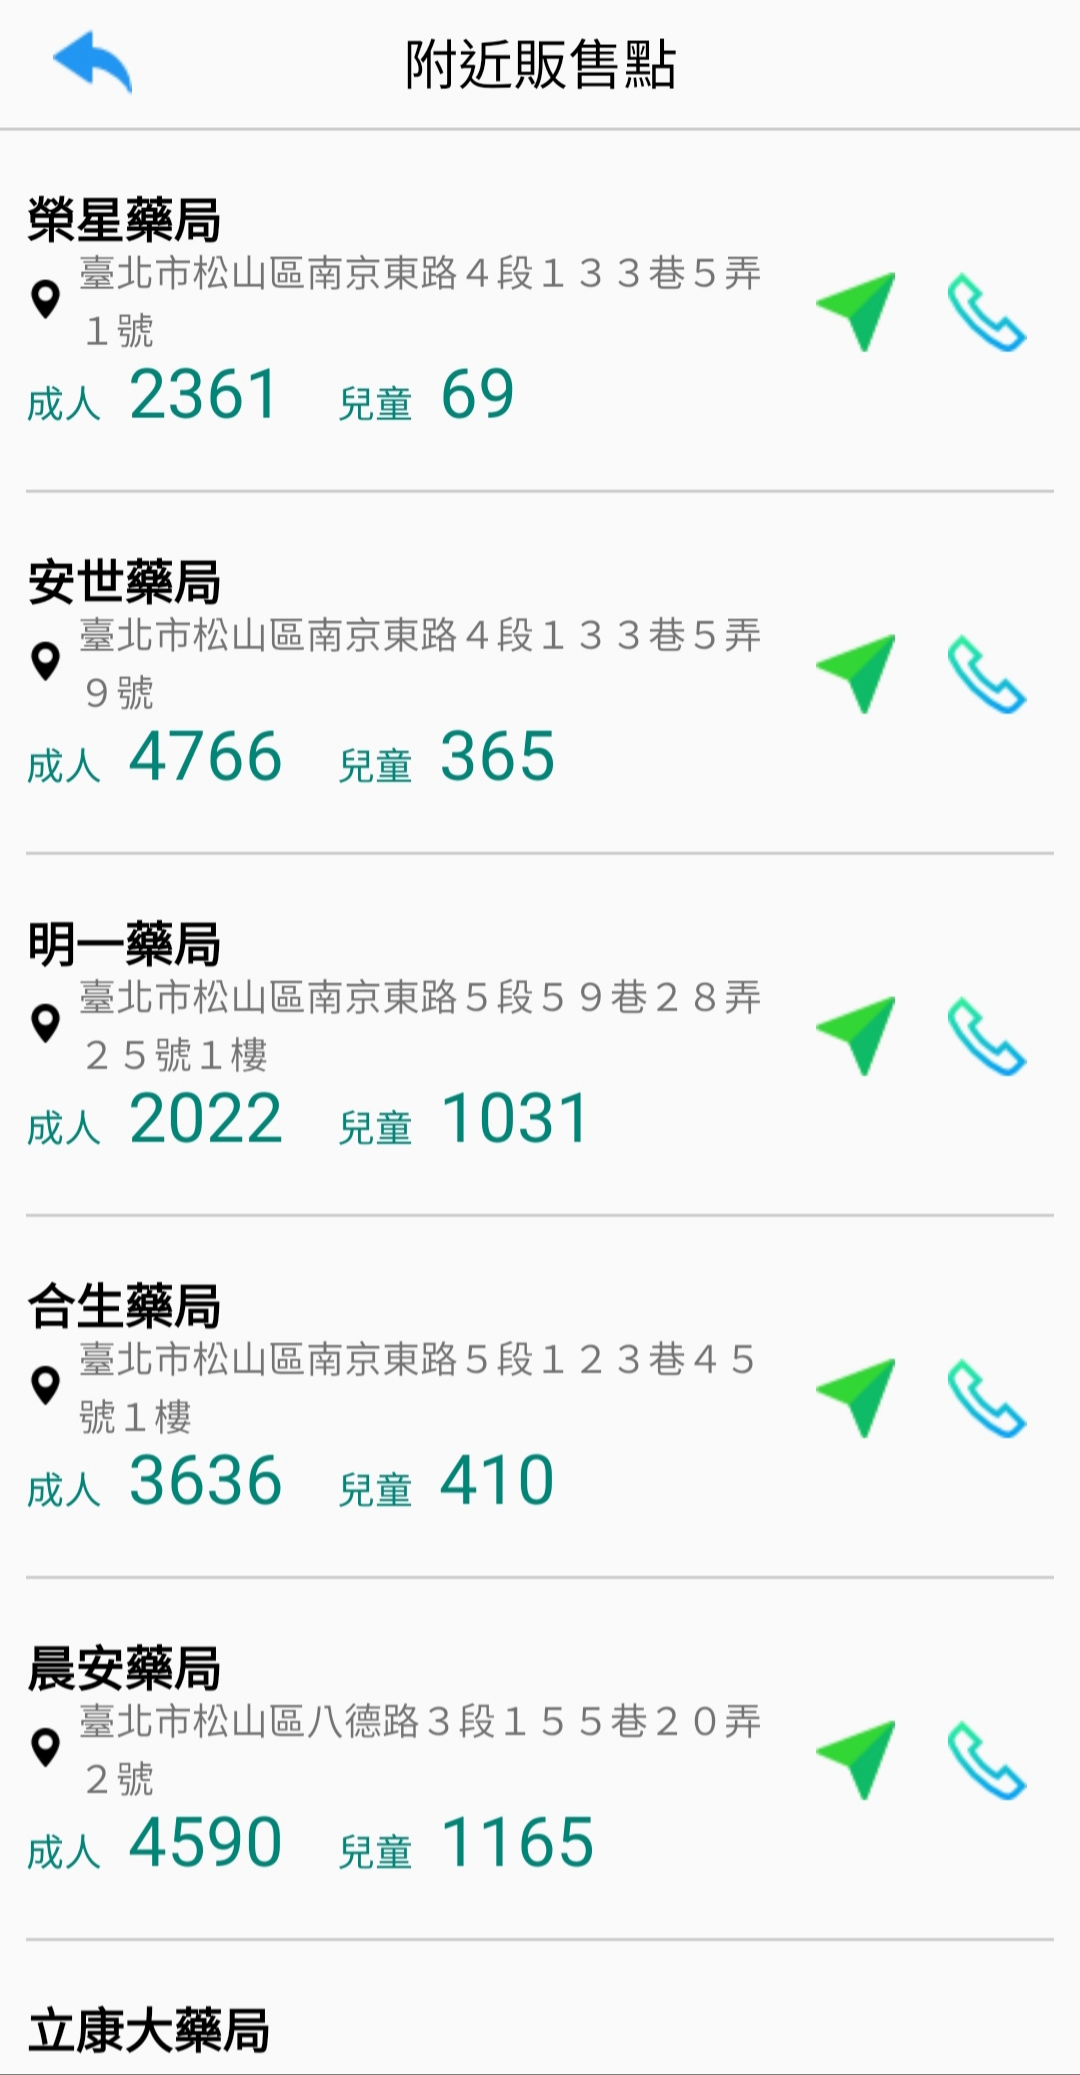 附近販售點
榮星藥局
臺北市松山區南京東路４段１３３巷５弄
１號
成人 2361 兒童 69
安世藥局
臺北市松山區南京東路４段１３３巷５弄
９號
成人 4766 兒童 365
明一藥局
臺北市松山區南京東路５段５９巷２８弄
２５號１樓
成人 2022 兒童 1031
合生藥局
臺北市松山區南京東路５段１２３巷４５
號１樓
成人 3636 兒童 410
晨安藥局
臺北市松山區八德路３段１５５巷２０弄
２號
成人 4590 兒童 1165
立康大藥局